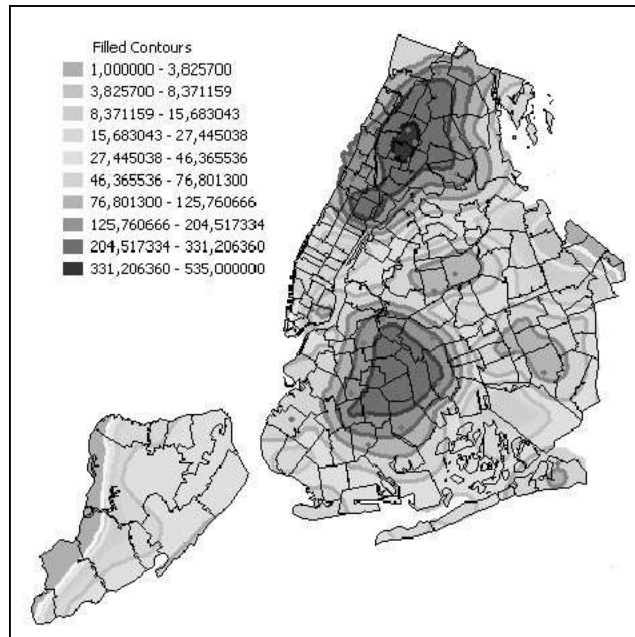 Filled Contours
1,000000 - 3,825700
3,825700 - 8,371159
8,371159 - 15,683043
15,683043 - 27,445038
27,445038 - 46,365536
46,365536 - 76,801300
76,801300 - 125,760666
125,760666 - 204,517334
204,517334 - 331,206360
331,206360 - 535,000000